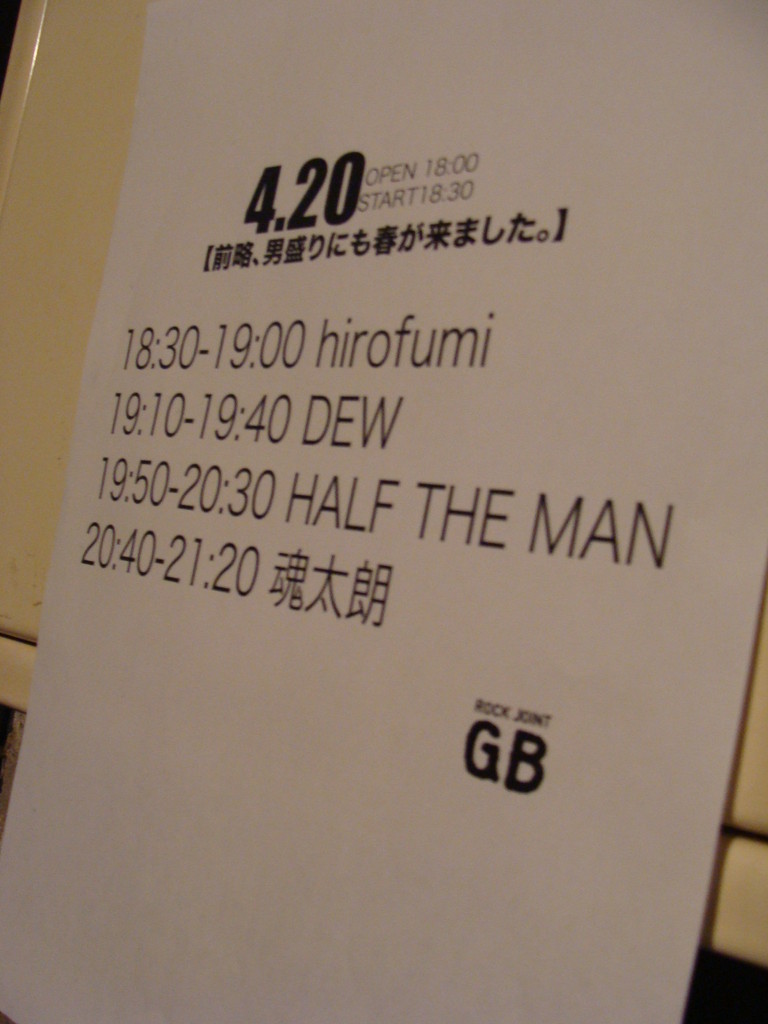 4.20 OPEN 18:00
START18:30
【前略、男盛りにも春が来ました。】
18:30-19:00 hirofumi
19:10-19:40 DEW
19:50-20:30 HALF THE MAN
20:40-21:20 魂太朗
ROCK JOINT
GB